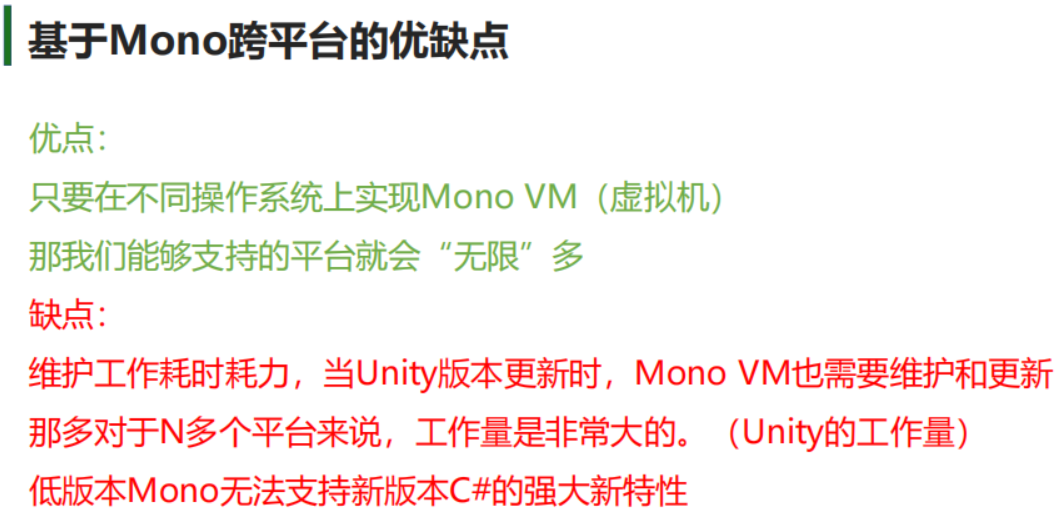 基于Mono跨平台的优缺点
优点：
只要在不同操作系统上实现Mono VM（虚拟机）
那我们能够支持的平台就会“无限”多
缺点：
维护工作耗时耗力，当Unity版本更新时，Mono VM也需要维护和更新
那多对于N多个平台来说，工作量是非常大的。（Unity的工作量）
低版本Mono无法支持新版本C#的强大新特性